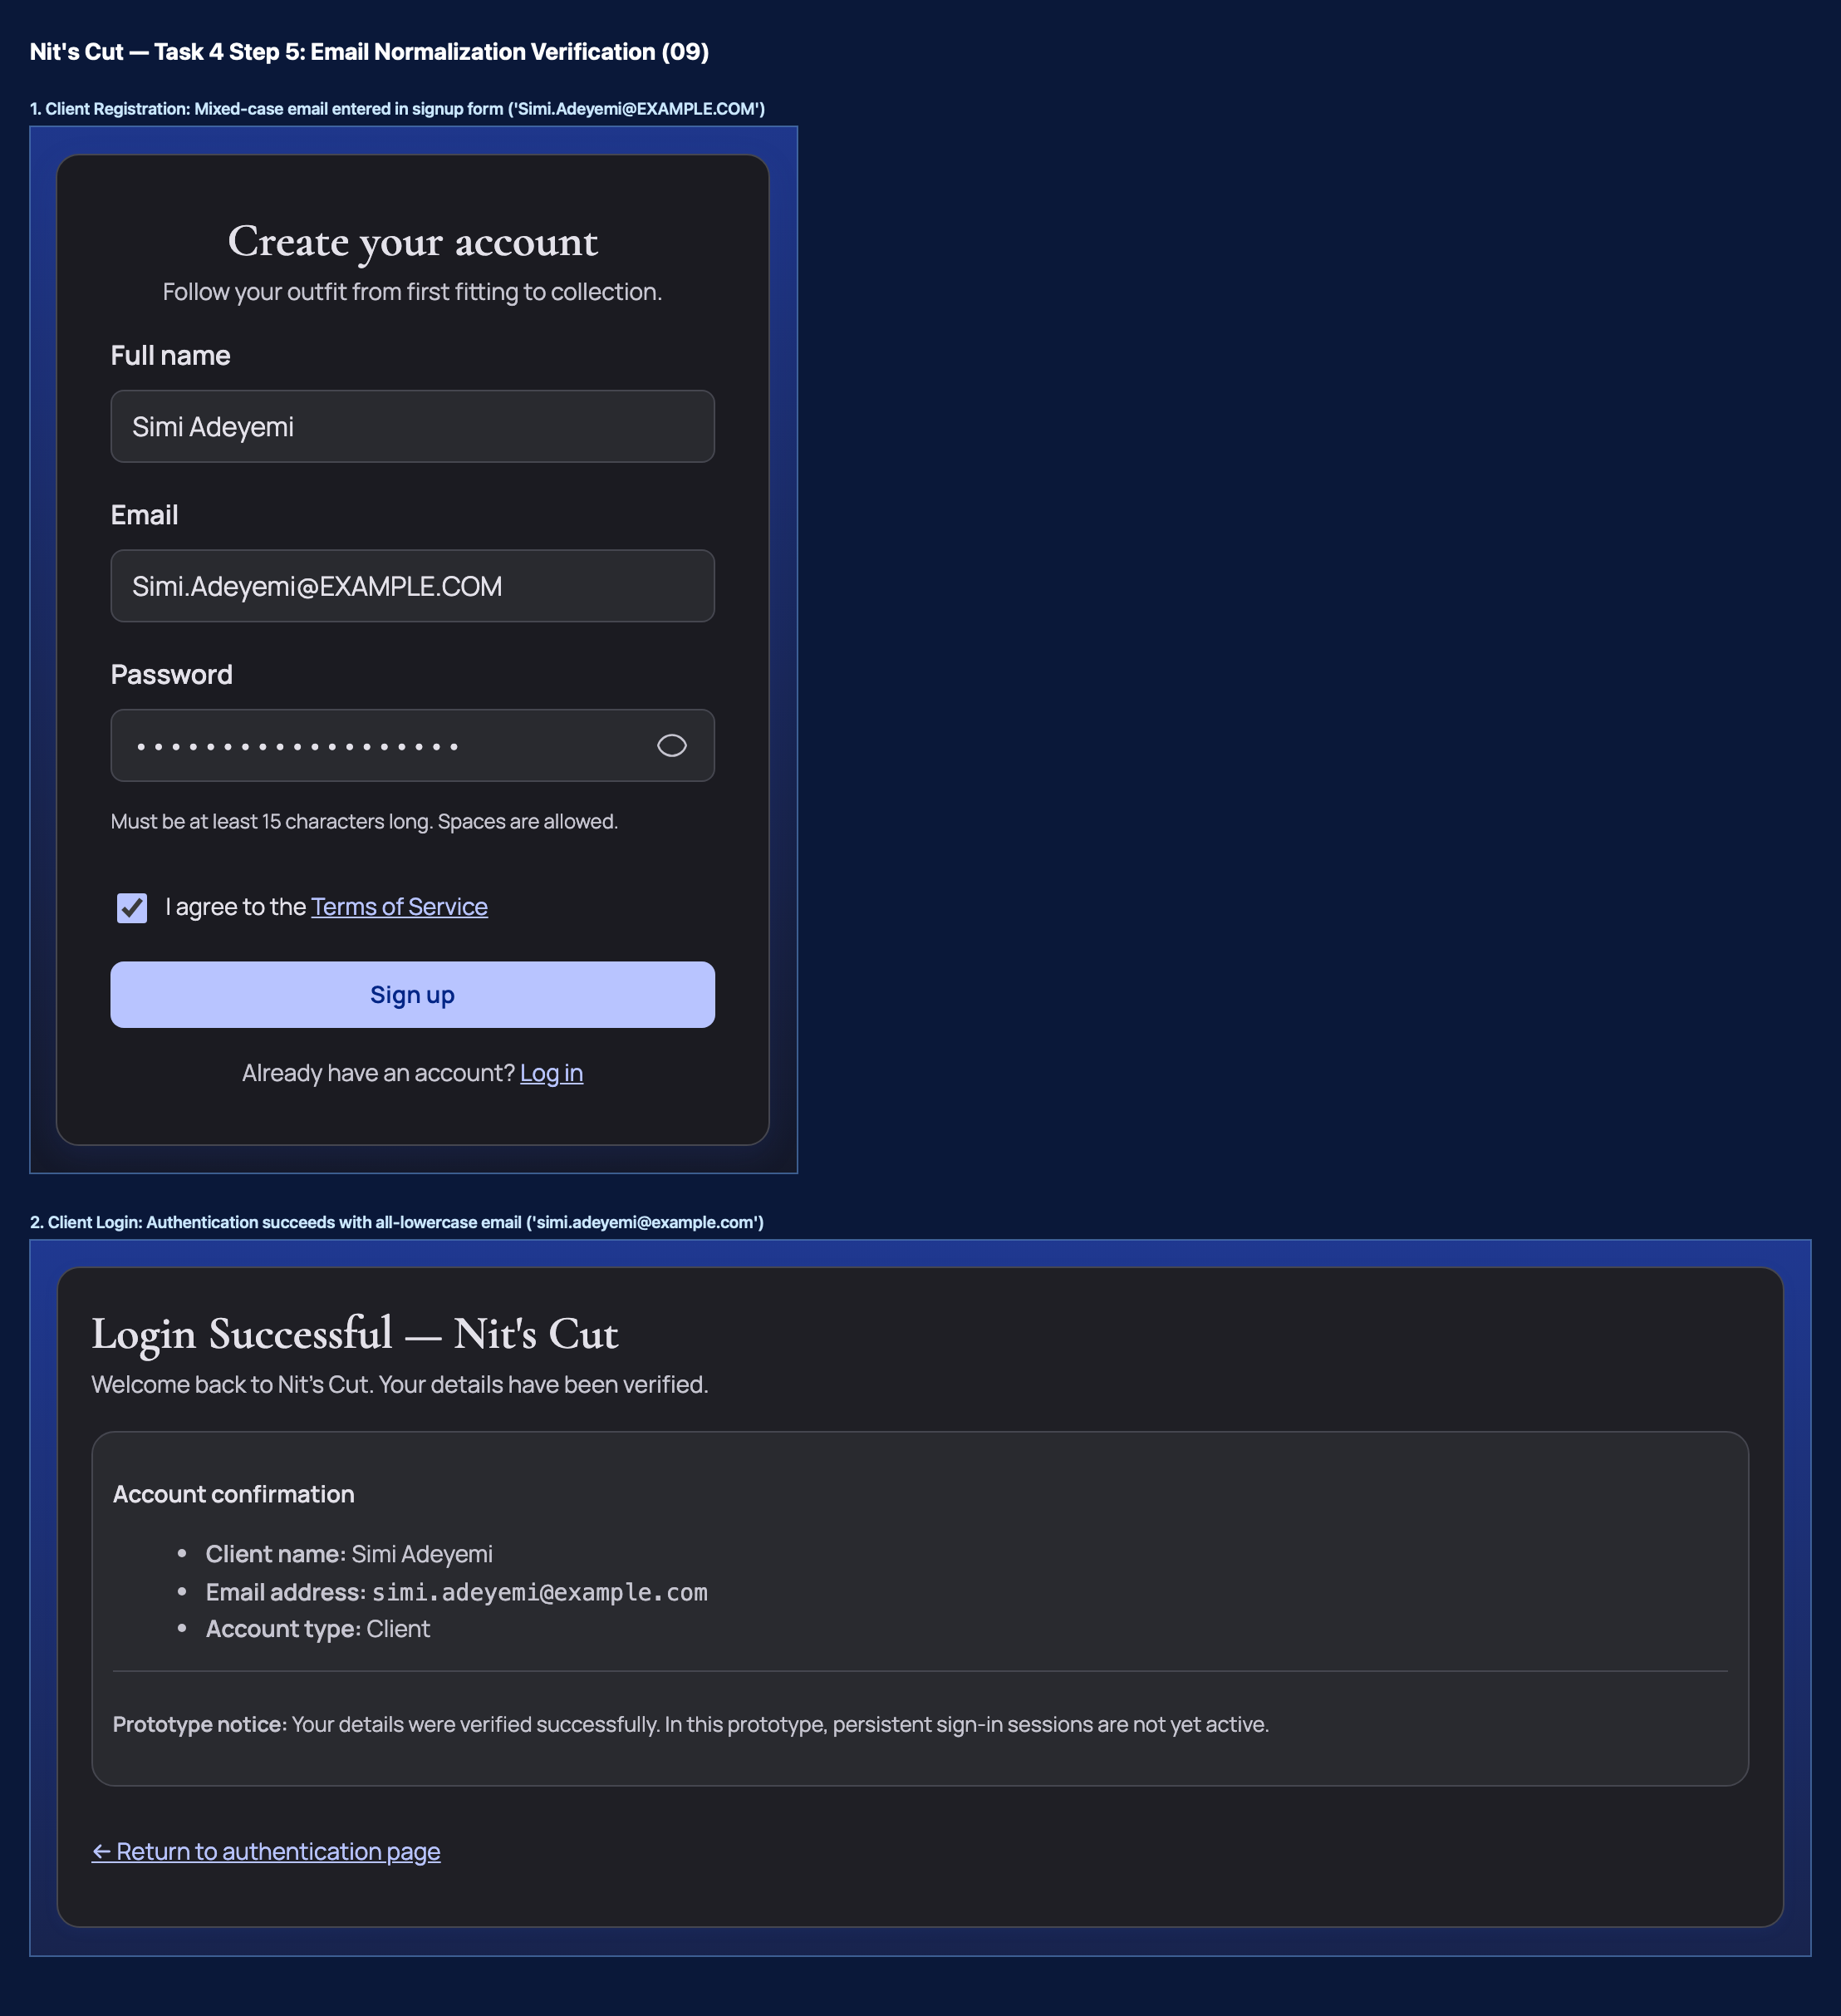 Nit's Cut — Task 4 Step 5: Email Normalization Verification (09)
1. Client Registration: Mixed-case email entered in signup form ('Simi.Adeyemi@EXAMPLE.COM')
Create your account
Follow your outfit from first fitting to collection.
Full name
Simi Adeyemi
Email
Simi.Adeyemi@EXAMPLE.COM
Password
•••••••••••••••••••
Must be at least 15 characters long. Spaces are allowed.
I agree to the Terms of Service
Sign up
Already have an account? Log in
2. Client Login: Authentication succeeds with all-lowercase email ('simi.adeyemi@example.com')
Login Successful — Nit's Cut
Welcome back to Nit’s Cut. Your details have been verified.
Account confirmation
• Client name: Simi Adeyemi
• Email address: simi.adeyemi@example.com
• Account type: Client
Prototype notice: Your details were verified successfully. In this prototype, persistent sign-in sessions are not yet active.
← Return to authentication page